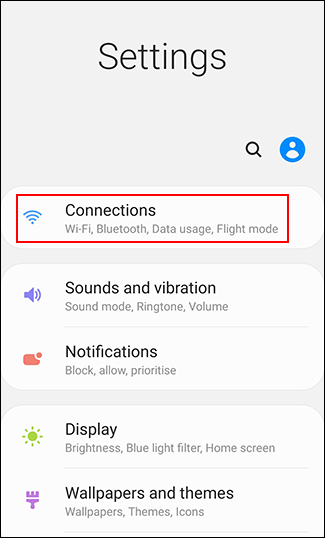 Settings
Connections
Wi-Fi, Bluetooth, Data usage, Flight mode
Sounds and vibration
Sound mode, Ringtone, Volume
Notifications
Block, allow, prioritise
Display
Brightness, Blue light filter, Home screen
Wallpapers and themes
Wallpapers, Themes, Icons